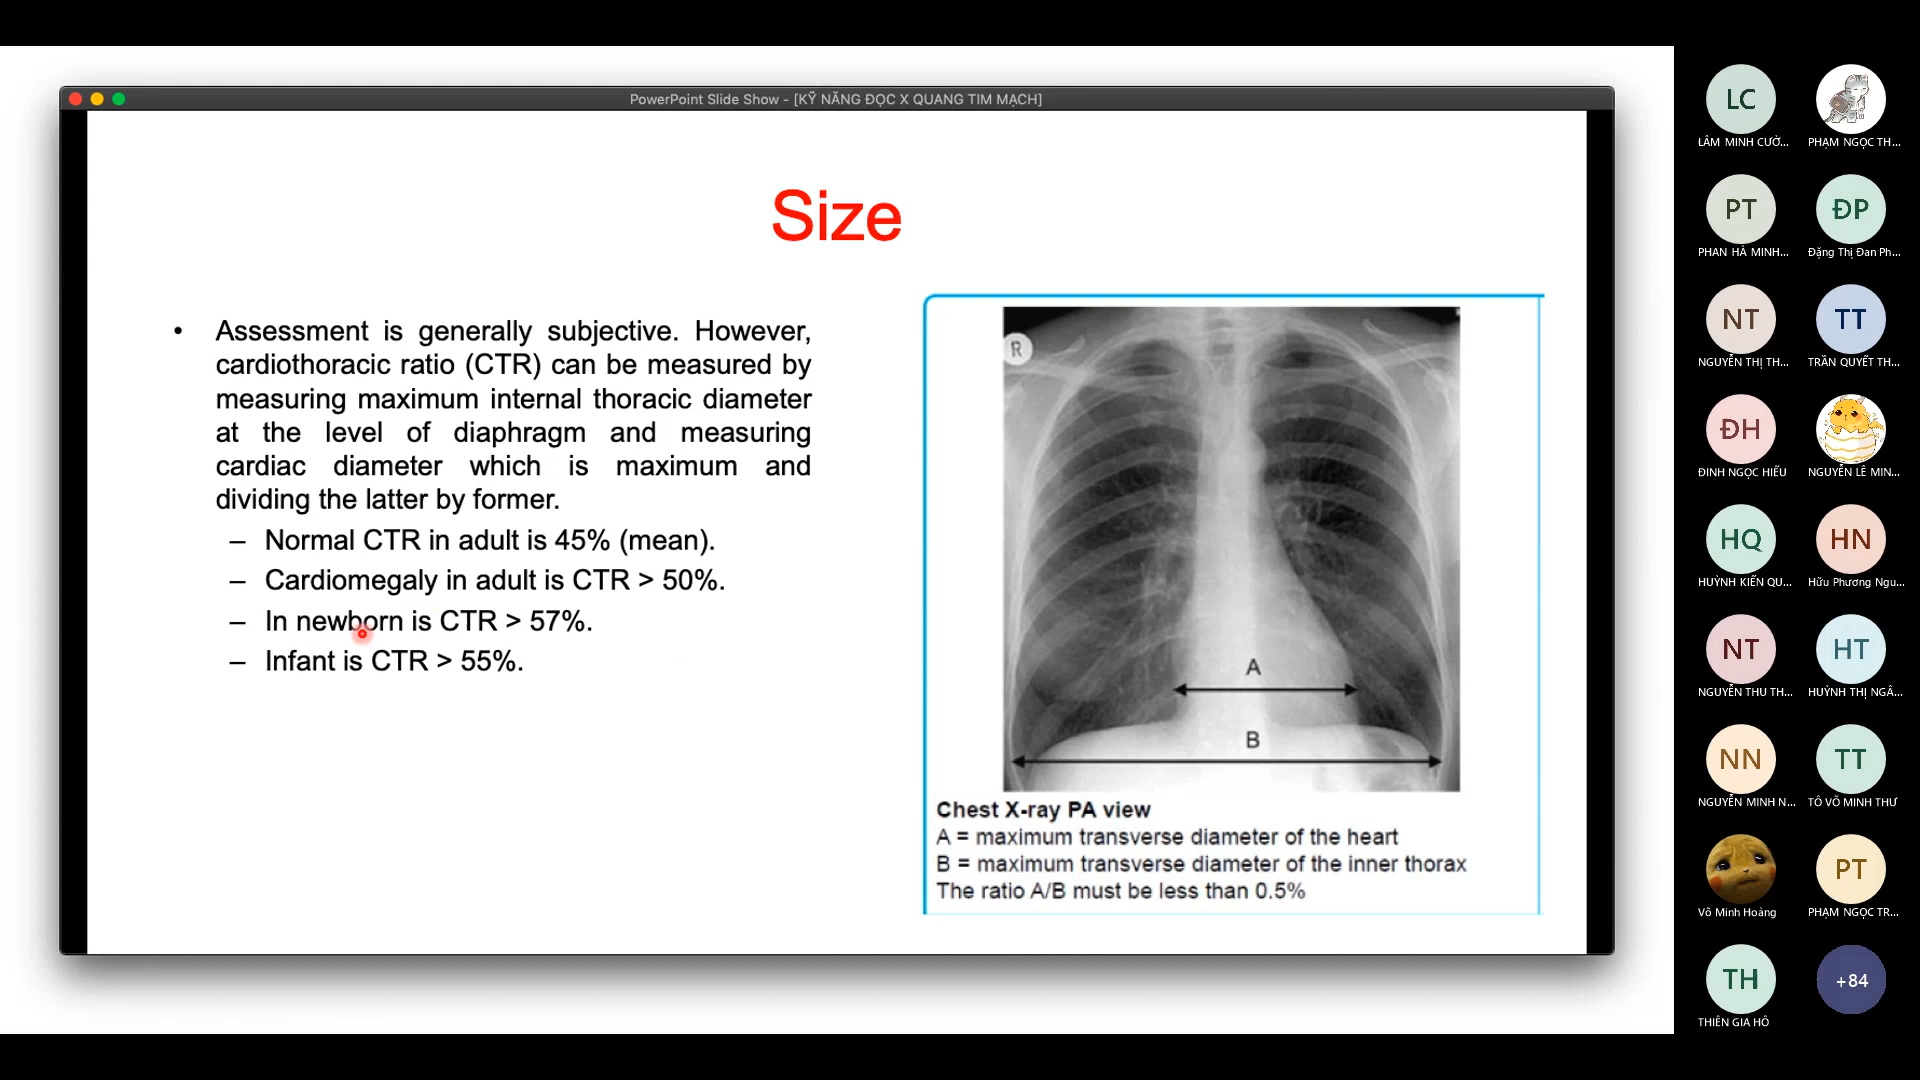 PowerPoint Slide Show - [KỸ NĂNG ĐỌC X QUANG TIM MẠCH]
Size
• Assessment is generally subjective. However,
cardiothoracic ratio (CTR) can be measured by
measuring maximum internal thoracic diameter
at the level of diaphragm and measuring
cardiac diameter which is maximum and
dividing the latter by former.
– Normal CTR in adult is 45% (mean).
– Cardiomegaly in adult is CTR > 50%.
– In newborn is CTR > 57%.
– Infant is CTR > 55%.
R
A
B
Chest X-ray PA view
A = maximum transverse diameter of the heart
B = maximum transverse diameter of the inner thorax
The ratio A/B must be less than 0.5%
LC
LÂM MINH CƯỜ...
PHẠM NGỌC TH...
PT
PHAN HÀ MINH...
ĐP
Đặng Thị Đan Ph...
NT
NGUYỄN THỊ TH...
TT
TRẦN QUYẾT TH...
ĐH
ĐINH NGỌC HIẾU
NGUYỄN LÊ MIN...
HQ
HUỲNH KIẾN QU...
HN
Hữu Phương Ngu...
NT
NGUYỄN THU TH...
HT
HUỲNH THỊ NGÂ...
NN
NGUYỄN MINH N...
TT
TÔ VÕ MINH THƯ
Võ Minh Hoàng
PT
PHẠM NGỌC TR...
TH
THIÊN GIA HÔ
+84